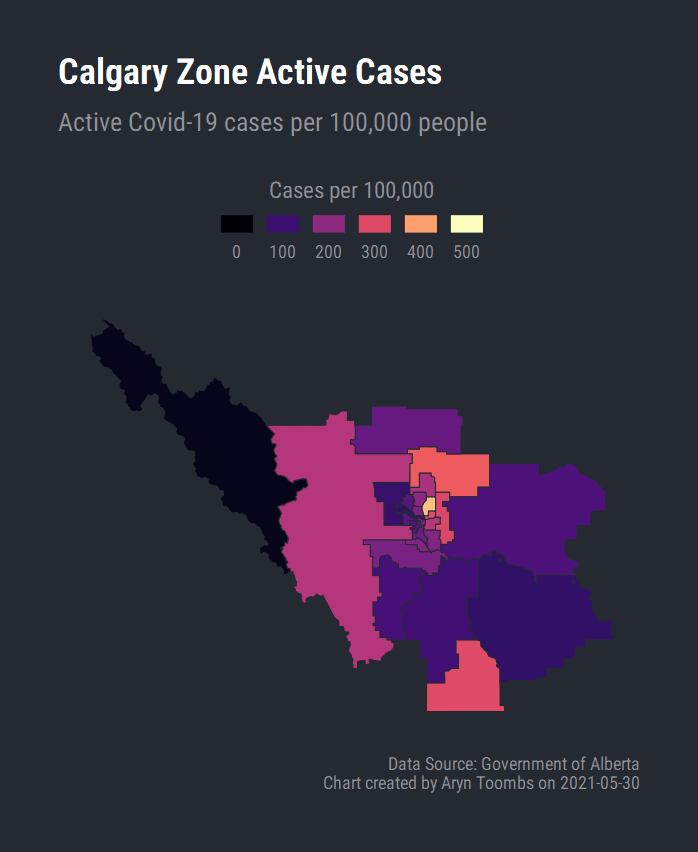 Calgary Zone Active Cases
Active Covid-19 cases per 100,000 people
Cases per 100,000
0 100 200 300 400 500
Data Source: Government of Alberta
Chart created by Aryn Toombs on 2021-05-30